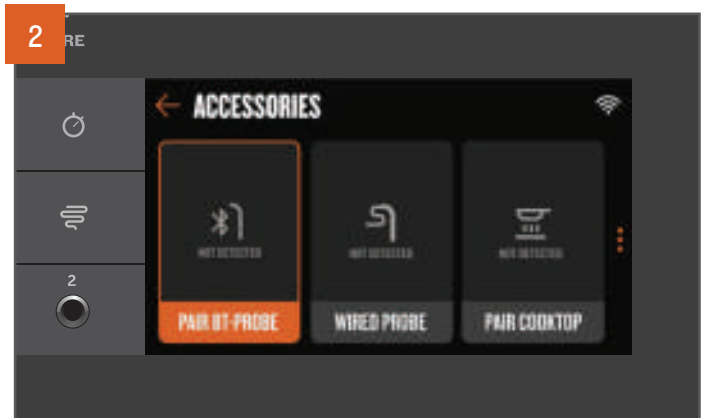 2
RE
ACCESSORIES
NOT DETECTED
NOT DETECTED
NOT DETECTED
PAIR BT-PROBE
WIRED PROBE
PAIR COOKTOP
2